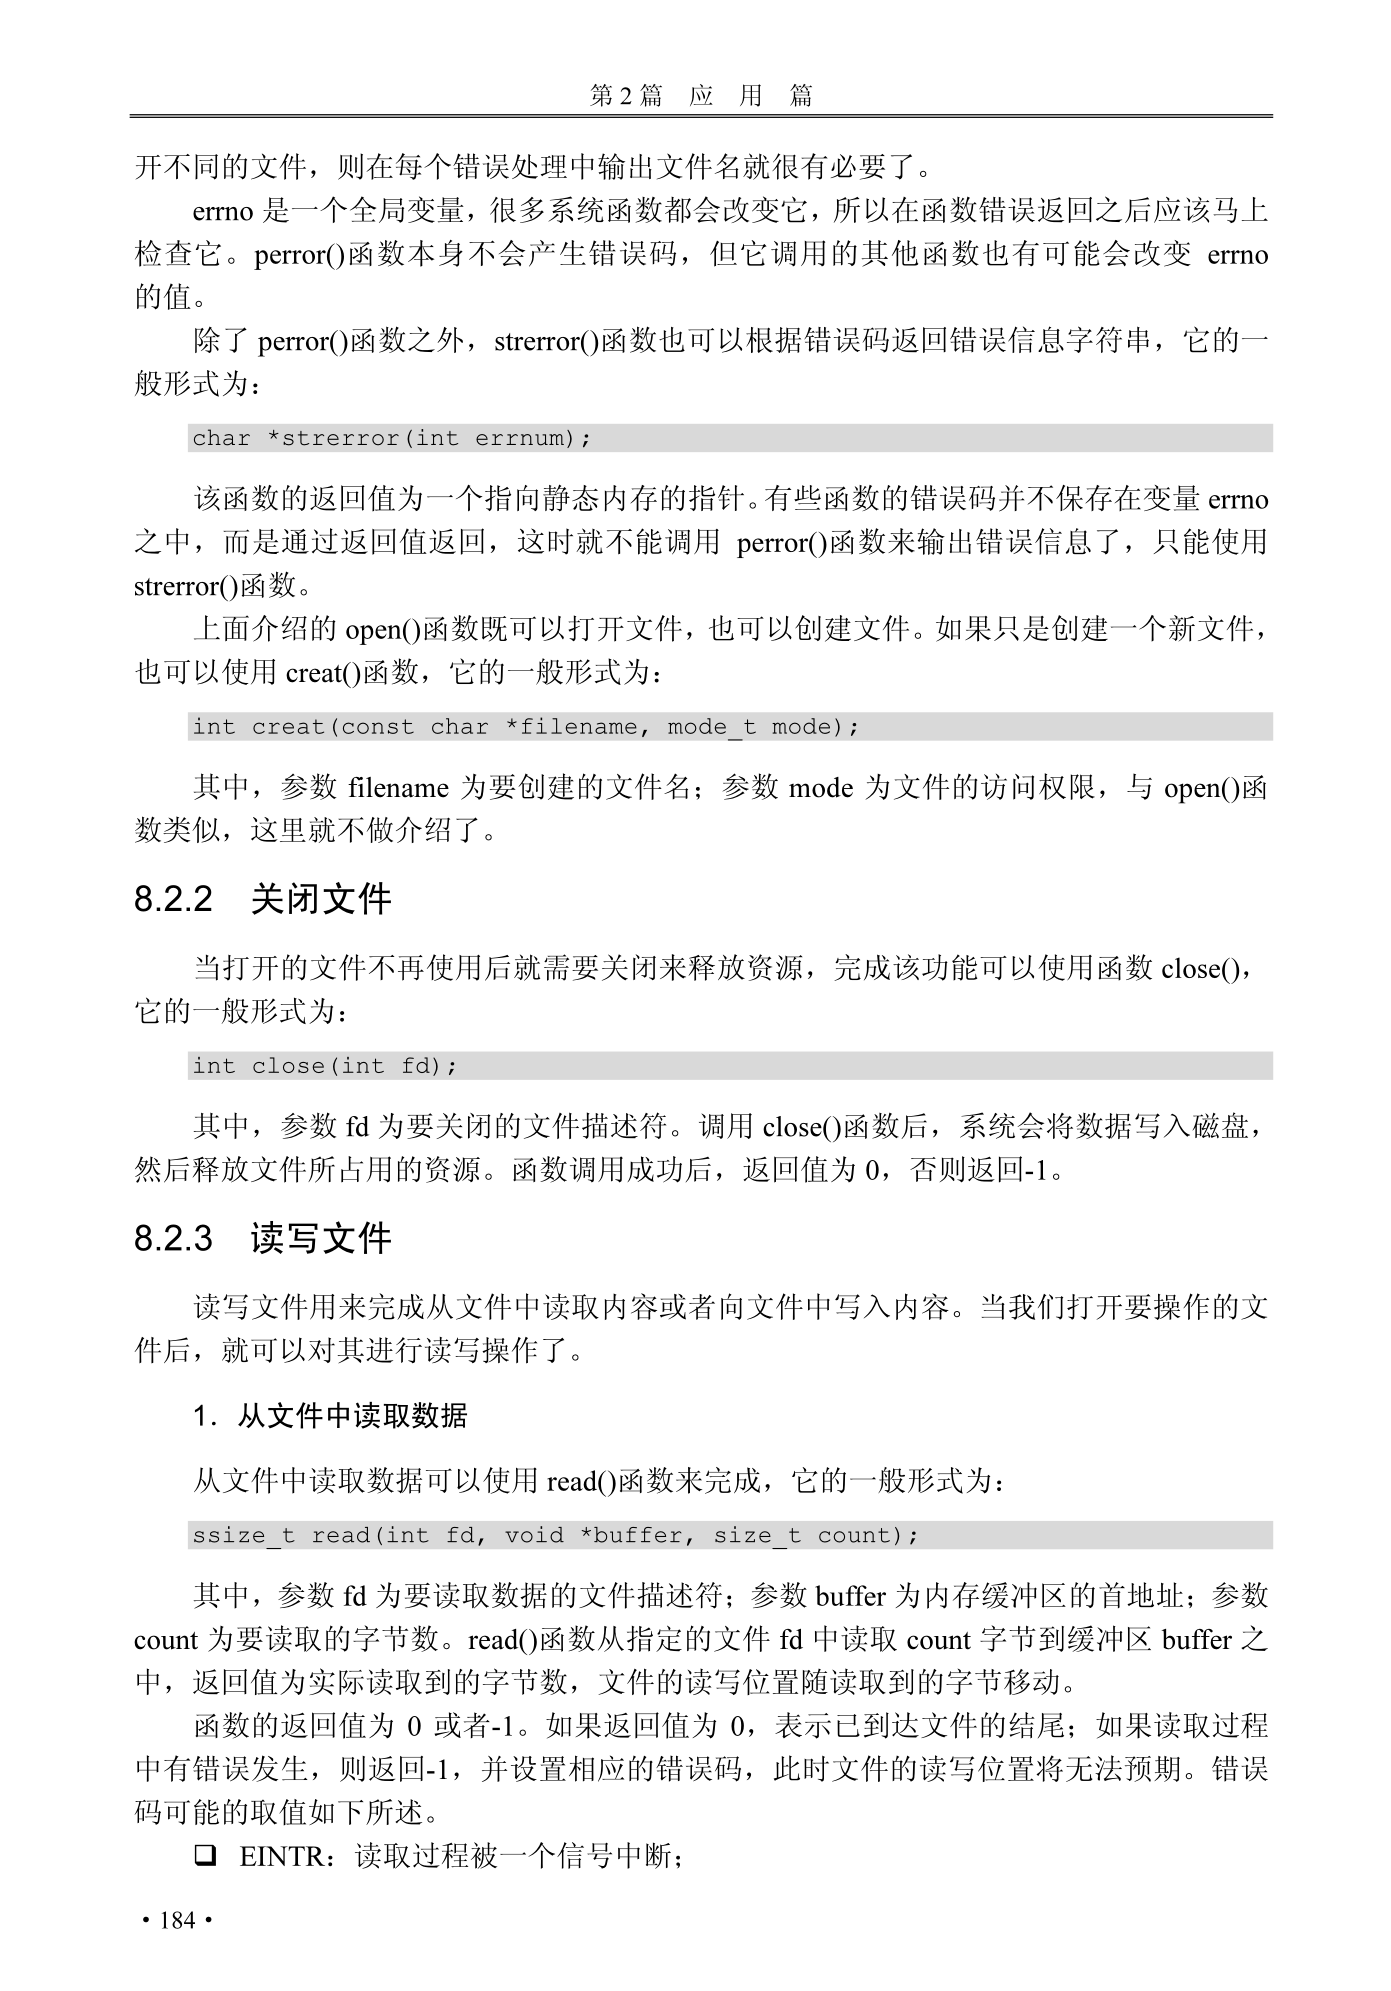 第 2 篇　应　用　篇
开不同的文件，则在每个错误处理中输出文件名就很有必要了。
errno 是一个全局变量，很多系统函数都会改变它，所以在函数错误返回之后应该马上
检查它。perror()函数本身不会产生错误码，但它调用的其他函数也有可能会改变 errno
的值。
除了 perror()函数之外，strerror()函数也可以根据错误码返回错误信息字符串，它的一
般形式为：
char *strerror(int errnum);
该函数的返回值为一个指向静态内存的指针。有些函数的错误码并不保存在变量 errno
之中，而是通过返回值返回，这时就不能调用 perror()函数来输出错误信息了，只能使用
strerror()函数。
上面介绍的 open()函数既可以打开文件，也可以创建文件。如果只是创建一个新文件，
也可以使用 creat()函数，它的一般形式为：
int creat(const char *filename, mode_t mode);
其中，参数 filename 为要创建的文件名；参数 mode 为文件的访问权限，与 open()函
数类似，这里就不做介绍了。
8.2.2　关闭文件
当打开的文件不再使用后就需要关闭来释放资源，完成该功能可以使用函数 close()，
它的一般形式为：
int close(int fd);
其中，参数 fd 为要关闭的文件描述符。调用 close()函数后，系统会将数据写入磁盘，
然后释放文件所占用的资源。函数调用成功后，返回值为 0，否则返回-1。
8.2.3　读写文件
读写文件用来完成从文件中读取内容或者向文件中写入内容。当我们打开要操作的文
件后，就可以对其进行读写操作了。
1．从文件中读取数据
从文件中读取数据可以使用 read()函数来完成，它的一般形式为：
ssize_t read(int fd, void *buffer, size_t count);
其中，参数 fd 为要读取数据的文件描述符；参数 buffer 为内存缓冲区的首地址；参数
count 为要读取的字节数。read()函数从指定的文件 fd 中读取 count 字节到缓冲区 buffer 之
中，返回值为实际读取到的字节数，文件的读写位置随读取到的字节移动。
函数的返回值为 0 或者-1。如果返回值为 0，表示已到达文件的结尾；如果读取过程
中有错误发生，则返回-1，并设置相应的错误码，此时文件的读写位置将无法预期。错误
码可能的取值如下所述。
❑ EINTR：读取过程被一个信号中断；
· 184 ·